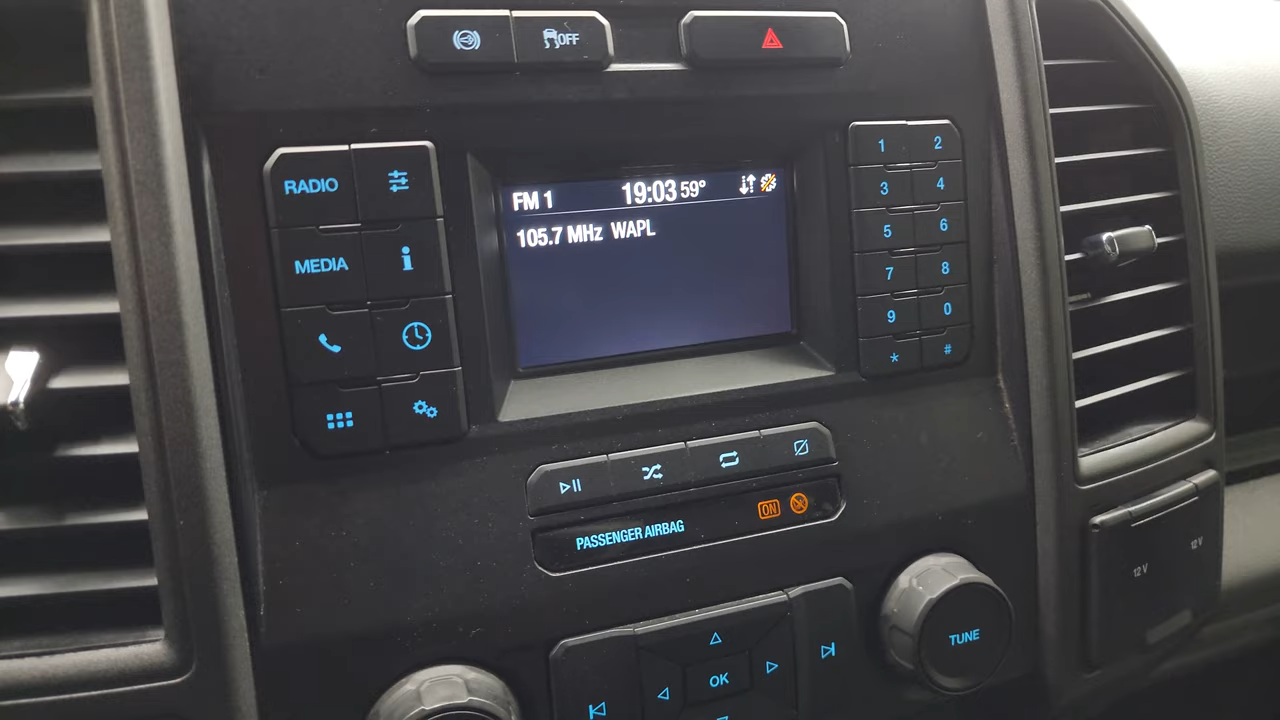 OFF
RADIO
MEDIA
FM 1 19:03 59°
105.7 MHz WAPL
1 2
3 4
5 6
7 8
9 0
* #
PASSENGER AIRBAG ON
12 V
12 V
TUNE
OK